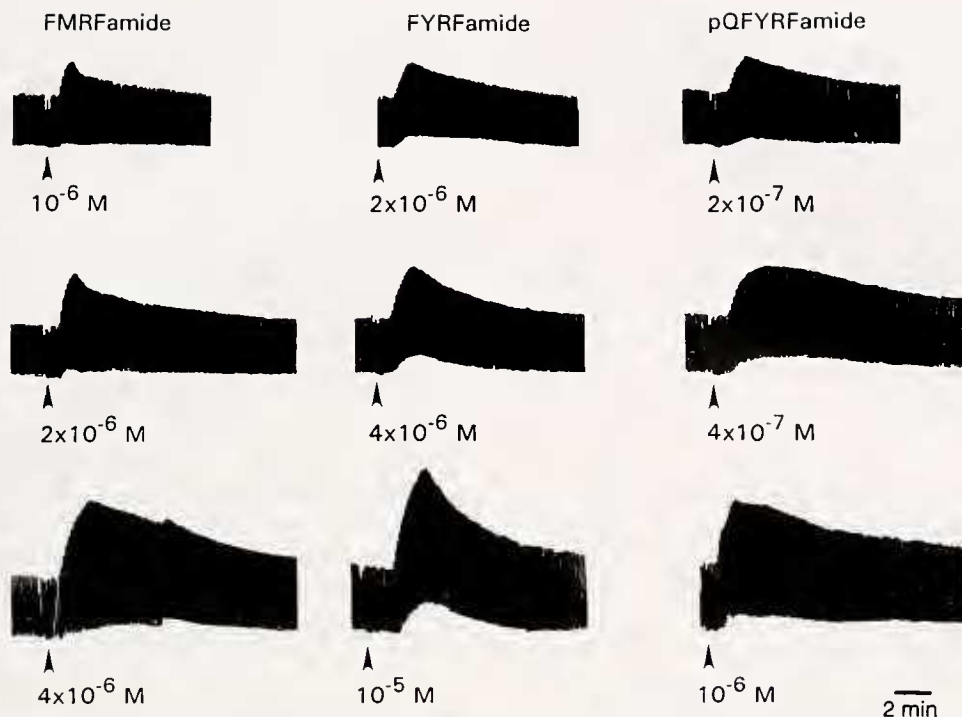 FMRFamide FYRFamide pQFYRFamide
10⁻⁶ M 2x10⁻⁶ M 2x10⁻⁷ M
2x10⁻⁶ M 4x10⁻⁶ M 4x10⁻⁷ M
4x10⁻⁶ M 10⁻⁵ M 10⁻⁶ M
2 min